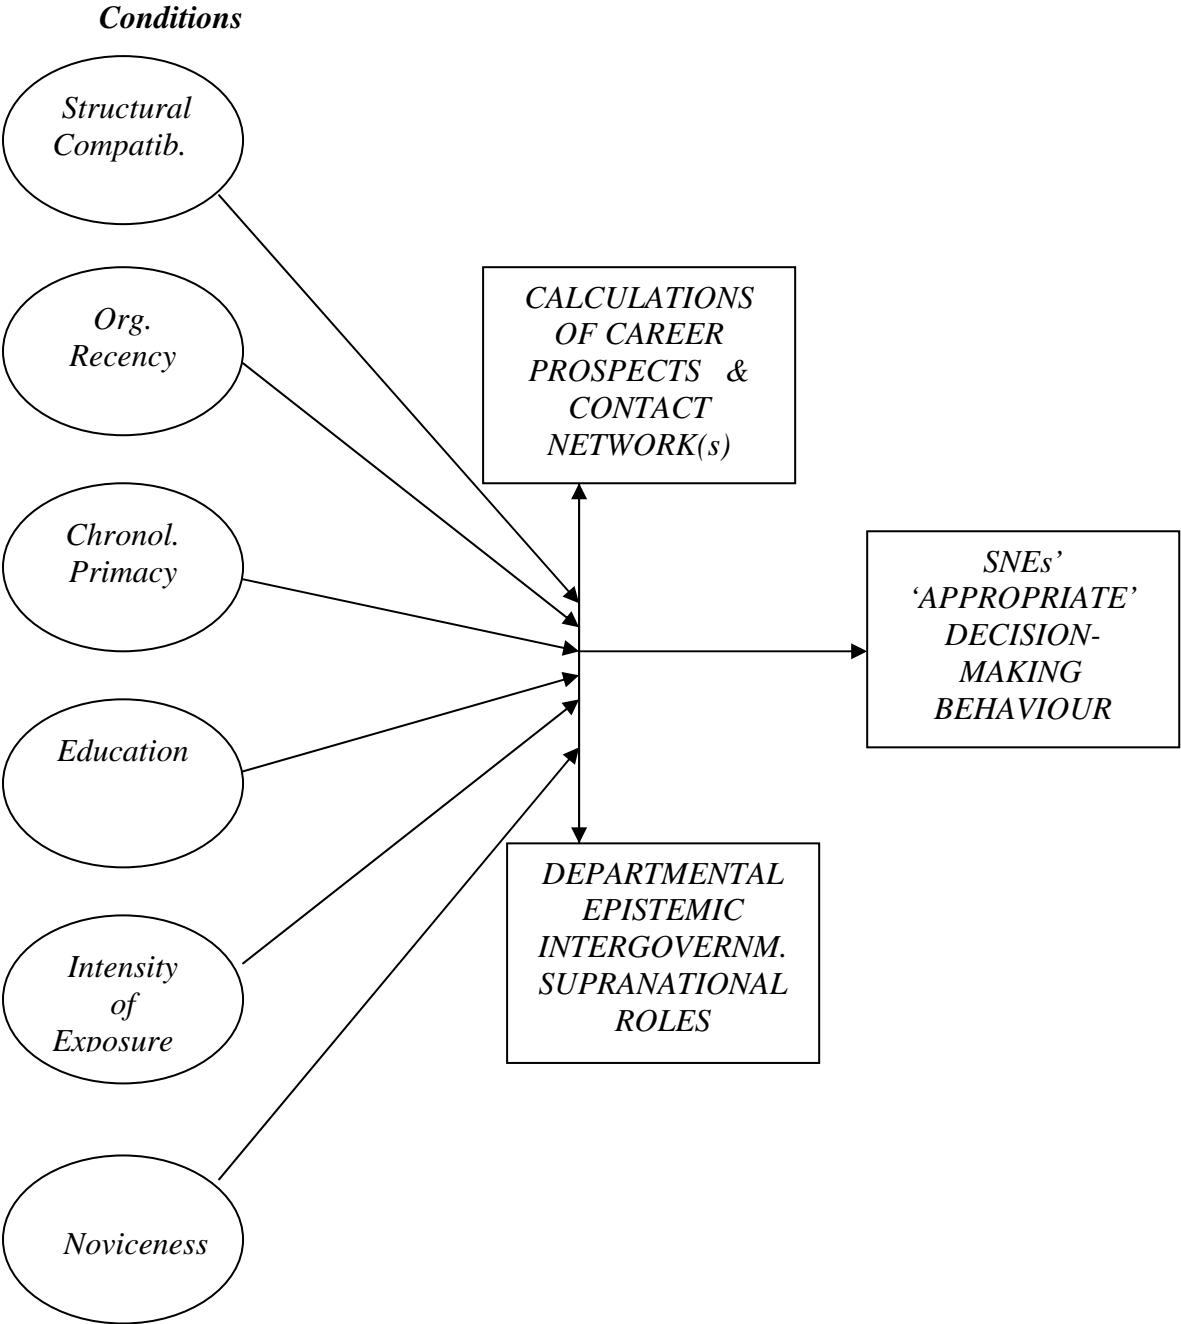 Conditions
Structural
Compatib.
Org.
Recency
Chronol.
Primacy
Education
Intensity
of
Exposure
Noviceness
CALCULATIONS
OF CAREER
PROSPECTS &
CONTACT
NETWORK(s)
DEPARTMENTAL
EPISTEMIC
INTERGOVERNM.
SUPRANATIONAL
ROLES
SNEs’
‘APPROPRIATE’
DECISION-
MAKING
BEHAVIOUR